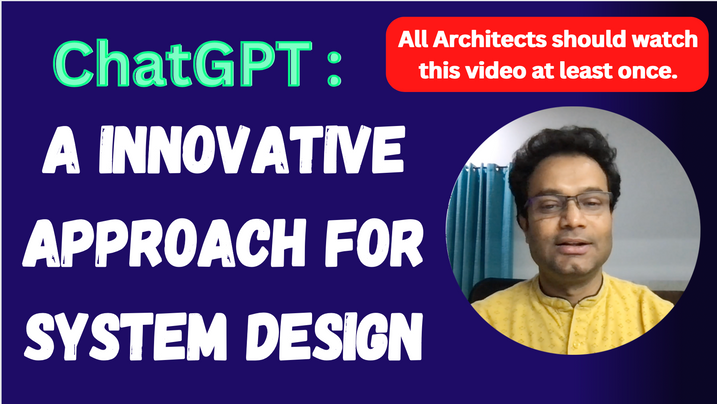 ChatGPT :
All Architects should watch
this video at least once.
A INNOVATIVE
APPROACH FOR
SYSTEM DESIGN